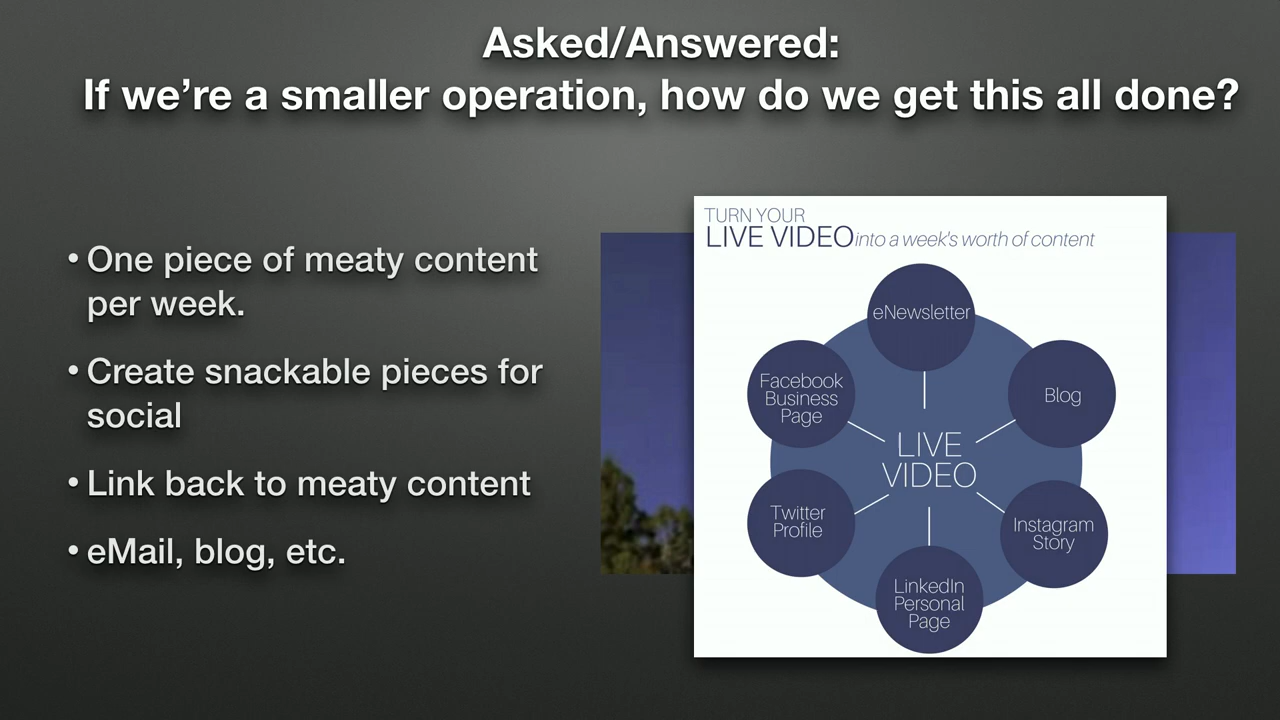 Asked/Answered:
If we’re a smaller operation, how do we get this all done?
• One piece of meaty content
per week.
• Create snackable pieces for
social
• Link back to meaty content
• eMail, blog, etc.
TURN YOUR
LIVE VIDEO into a week's worth of content
eNewsletter
Facebook
Business
Page
Blog
LIVE
VIDEO
Twitter
Profile
Instagram
Story
LinkedIn
Personal
Page